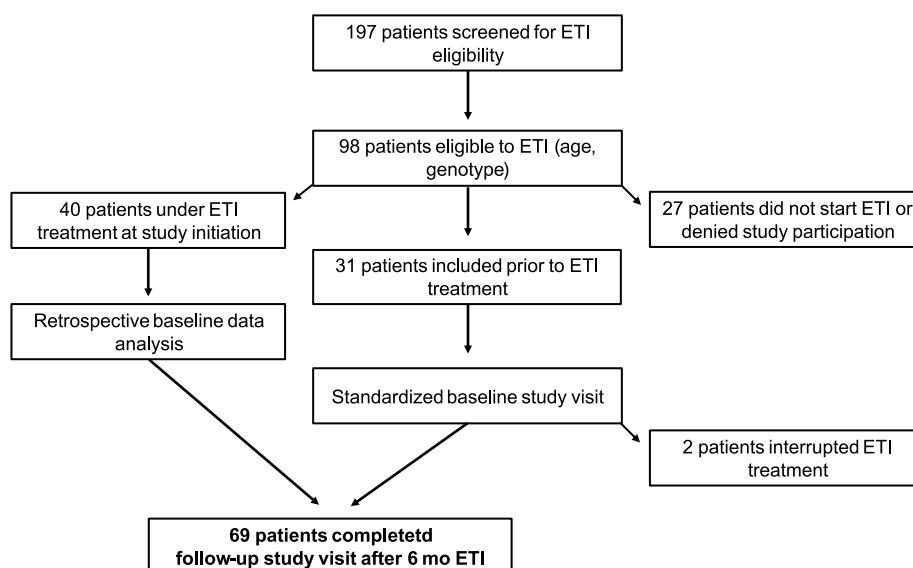 197 patients screened for ETI
eligibility
98 patients eligible to ETI (age,
genotype)
40 patients under ETI
treatment at study initiation
27 patients did not start ETI or
denied study participation
31 patients included prior to ETI
treatment
Retrospective baseline data
analysis
Standardized baseline study visit
2 patients interrupted ETI
treatment
69 patients completetd
follow-up study visit after 6 mo ETI